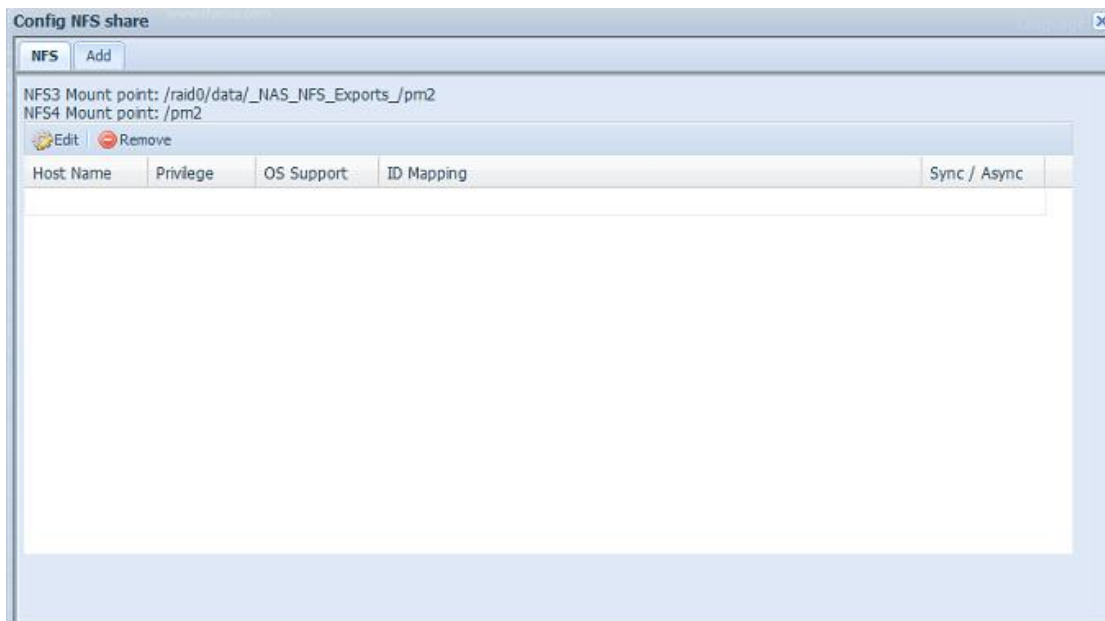 Config NFS share
NFS Add
NFS3 Mount point: /raid0/data/_NAS_NFS_Exports_/pm2
NFS4 Mount point: /pm2
Edit Remove
Host Name Privilege OS Support ID Mapping Sync / Async